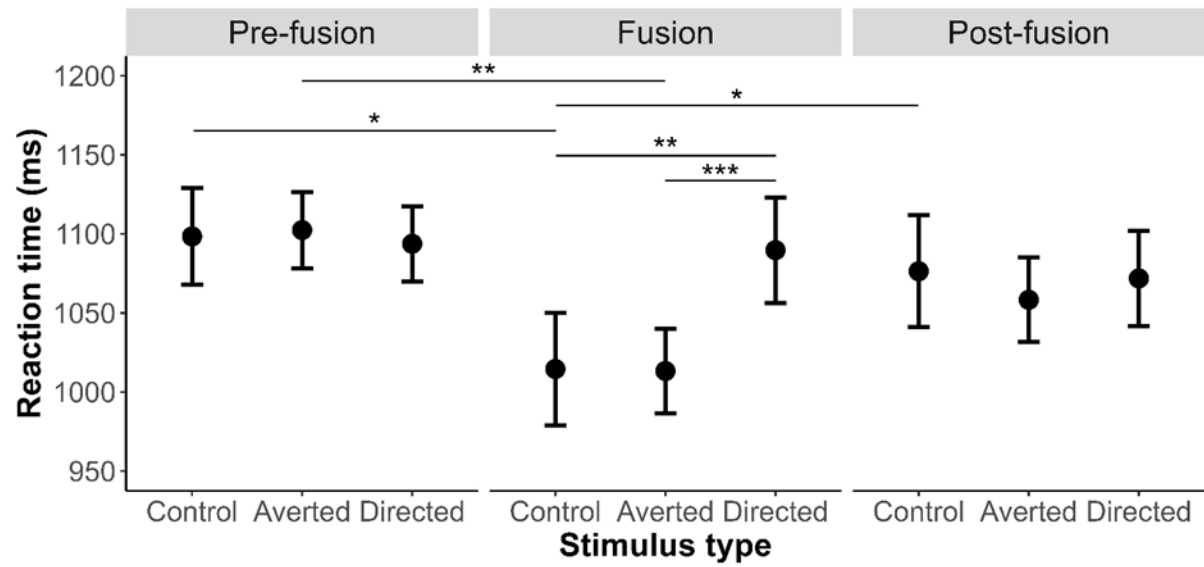 Pre-fusion Fusion Post-fusion
Reaction time (ms)
1200
1150
1100
1050
1000
950
**
*
*
**
***
Control Averted Directed Control Averted Directed Control Averted Directed
Stimulus type